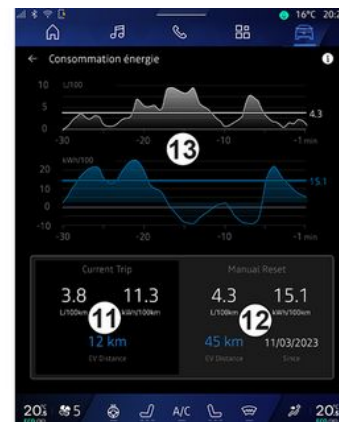 16°C 20:2
← Consommation énergie
10 L/100
5
0
4.3
-30 -20 -10 -1 min
13
kWh/100
20
10
0
-10
15.1
-30 -20 -10 -1 min
Current Trip
3.8 11.3
L/100km kWh/100km
11
12 km
EV Distance
Manual Reset
4.3 15.1
L/100km kWh/100km
12
45 km 11/03/2023
EV Distance Since
20 5 A/C 20